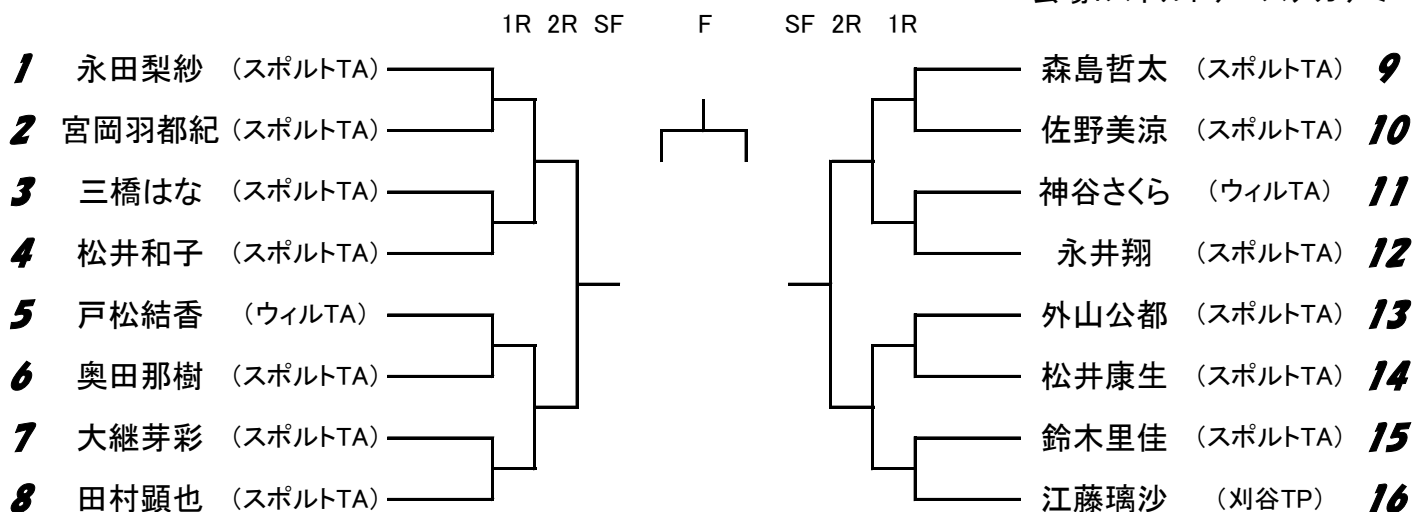 1R 2R SF F SF 2R 1R
1 永田梨紗 (スポルトTA) 森島哲太 (スポルトTA) 9
2 宮岡羽都紀 (スポルトTA) 佐野美涼 (スポルトTA) 10
3 三橋はな (スポルトTA) 神谷さくら (ウィルTA) 11
4 松井和子 (スポルトTA) 永井翔 (スポルトTA) 12
5 戸松結香 (ウィルTA) 外山公都 (スポルトTA) 13
6 奥田那樹 (スポルトTA) 松井康生 (スポルトTA) 14
7 大継芽彩 (スポルトTA) 鈴木里佳 (スポルトTA) 15
8 田村顕也 (スポルトTA) 江藤璃沙 (刈谷TP) 16